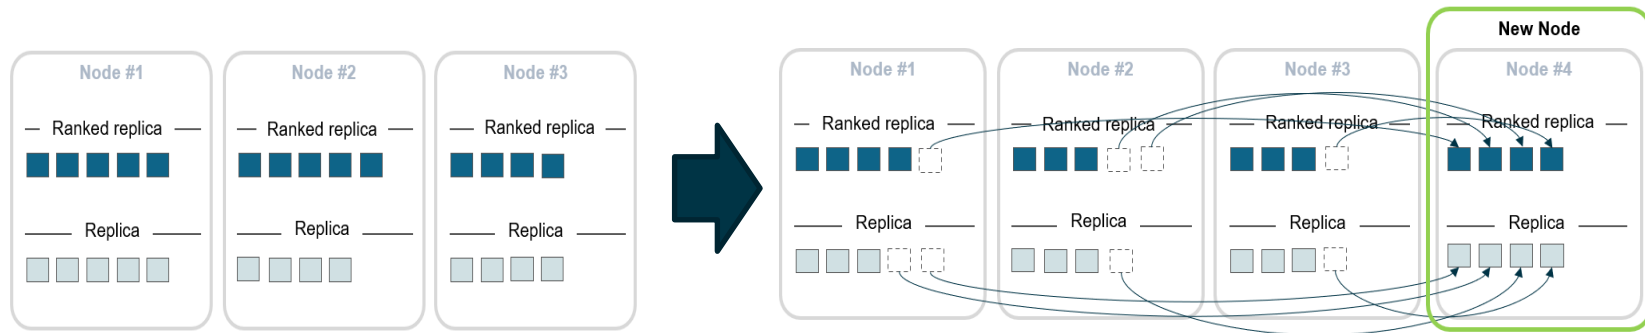 New Node
Node #1
Node #2
Node #3
Node #1
Node #2
Node #3
Node #4
Ranked replica
Ranked replica
Ranked replica
Ranked replica
Ranked replica
Ranked replica
Ranked replica
Replica
Replica
Replica
Replica
Replica
Replica
Replica